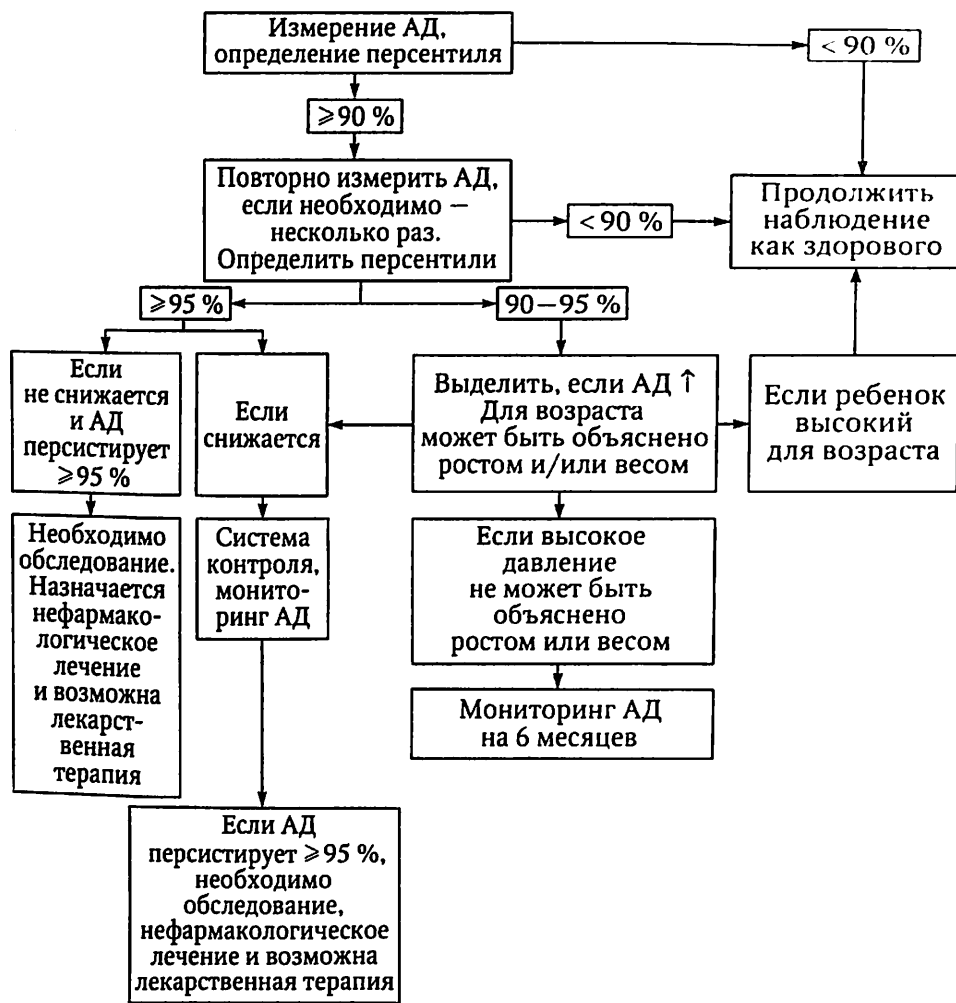 Измерение АД,
определение персентиля
< 90 %
⩾90 %
Повторно измерить АД,
если необходимо —
несколько раз.
Определить персентили
< 90 %
Продолжить
наблюдение
как здорового
⩾95 %
90—95 %
Если
не снижается
и АД
персистирует
⩾95 %
Если
снижается
Выделить, если АД ↑
Для возраста
может быть объяснено
ростом и/или весом
Если ребенок
высокий
для возраста
Необходимо
обследование.
Назначается
нефармако-
логическое
лечение
и возможна
лекарст-
венная
терапия
Система
контроля,
монито-
ринг АД
Если высокое
давление
не может быть
объяснено
ростом или весом
Мониторинг АД
на 6 месяцев
Если АД
персистирует ⩾95 %,
необходимо
обследование,
нефармакологическое
лечение и возможна
лекарственная терапия